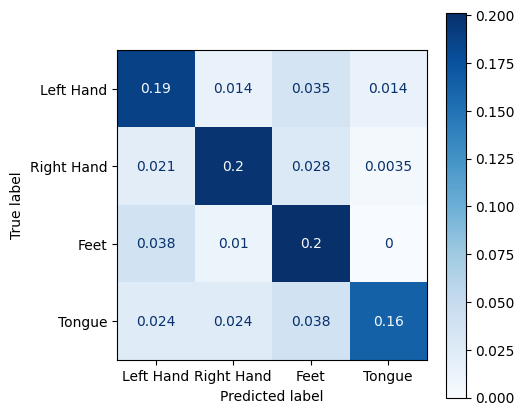 Left Hand 0.19 0.014 0.035 0.014
Right Hand 0.021 0.2 0.028 0.0035
Feet 0.038 0.01 0.2 0
Tongue 0.024 0.024 0.038 0.16
Left Hand Right Hand Feet Tongue
Predicted label
True label
0.200
0.175
0.150
0.125
0.100
0.075
0.050
0.025
0.000